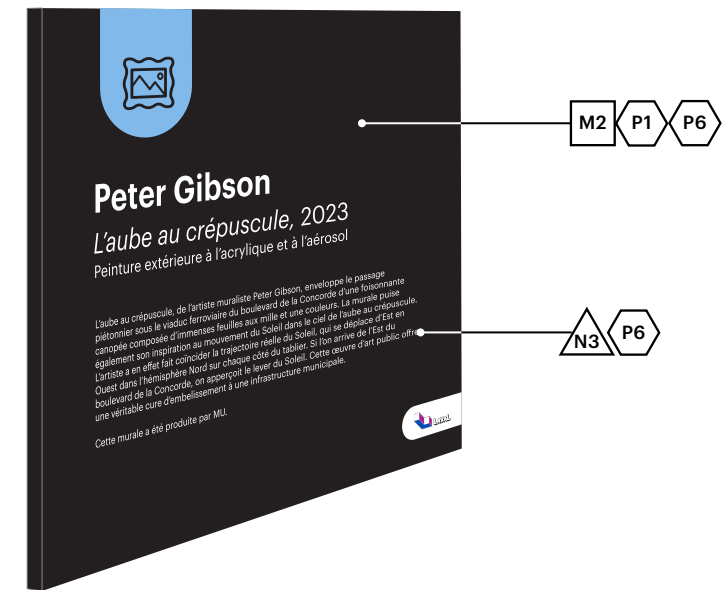 Peter Gibson
L'aube au crépuscule, 2023
Peinture extérieure à l'acrylique et à l'aérosol
L'aube au crépuscule, de l'artiste muraliste Peter Gibson, enveloppe le passage
piétonnier sous le viaduc ferroviaire du boulevard de la Concorde d'une foisonnante
canopée composée d'immenses feuilles aux mille et une couleurs. La murale puise
également son inspiration au mouvement du Soleil dans le ciel de l'aube au crépuscule.
L'artiste a en effet fait coïncider la trajectoire réelle du Soleil, qui se déplace d'Est en
Ouest dans l'hémisphère Nord sur chaque côté du tablier. Si l'on arrive de l'Est du
boulevard de la Concorde, on apperçoit le lever du Soleil. Cette œuvre d'art public offre
une véritable cure d'embelissement à une infrastructure municipale.
Cette murale a été produite par MU.
LAVAL
M2 P1 P6
N3 P6